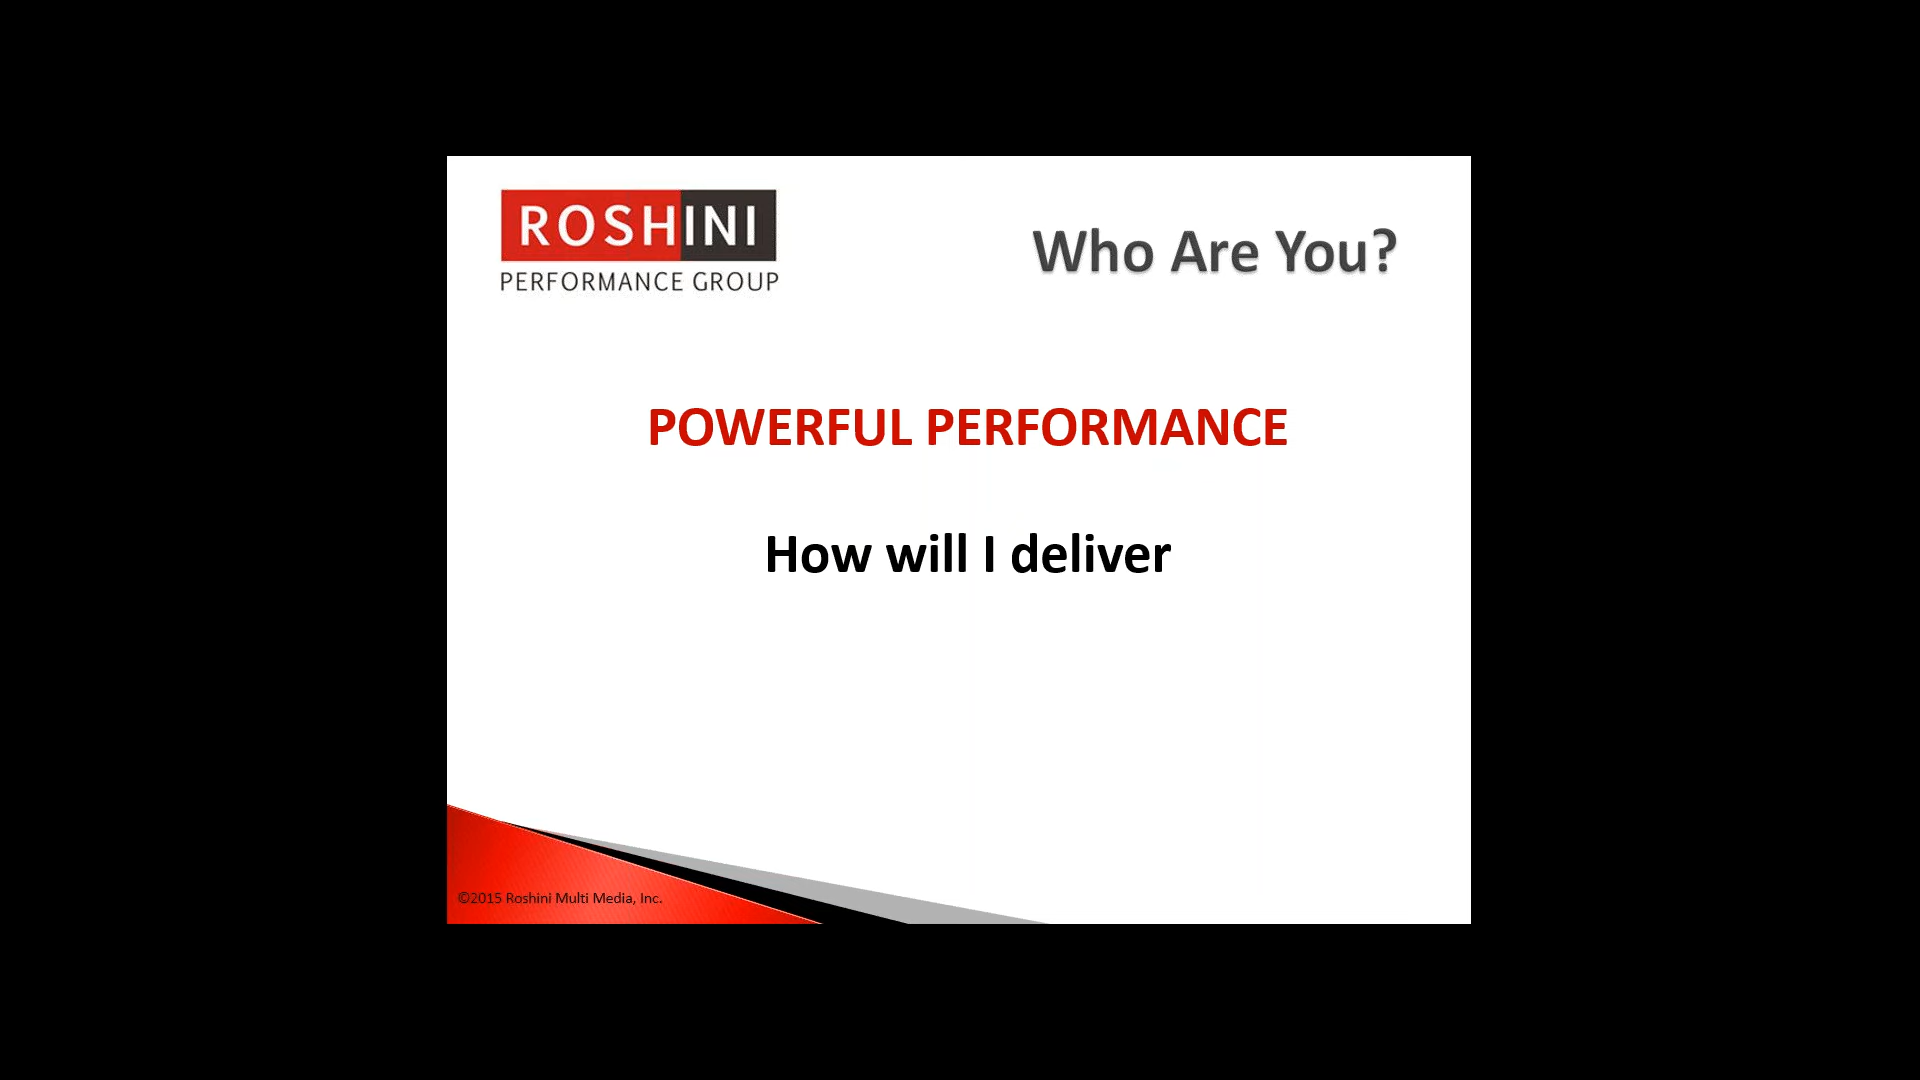 ROSHINI
PERFORMANCE GROUP
Who Are You?
POWERFUL PERFORMANCE
How will I deliver
©2015 Roshini Multi Media, Inc.